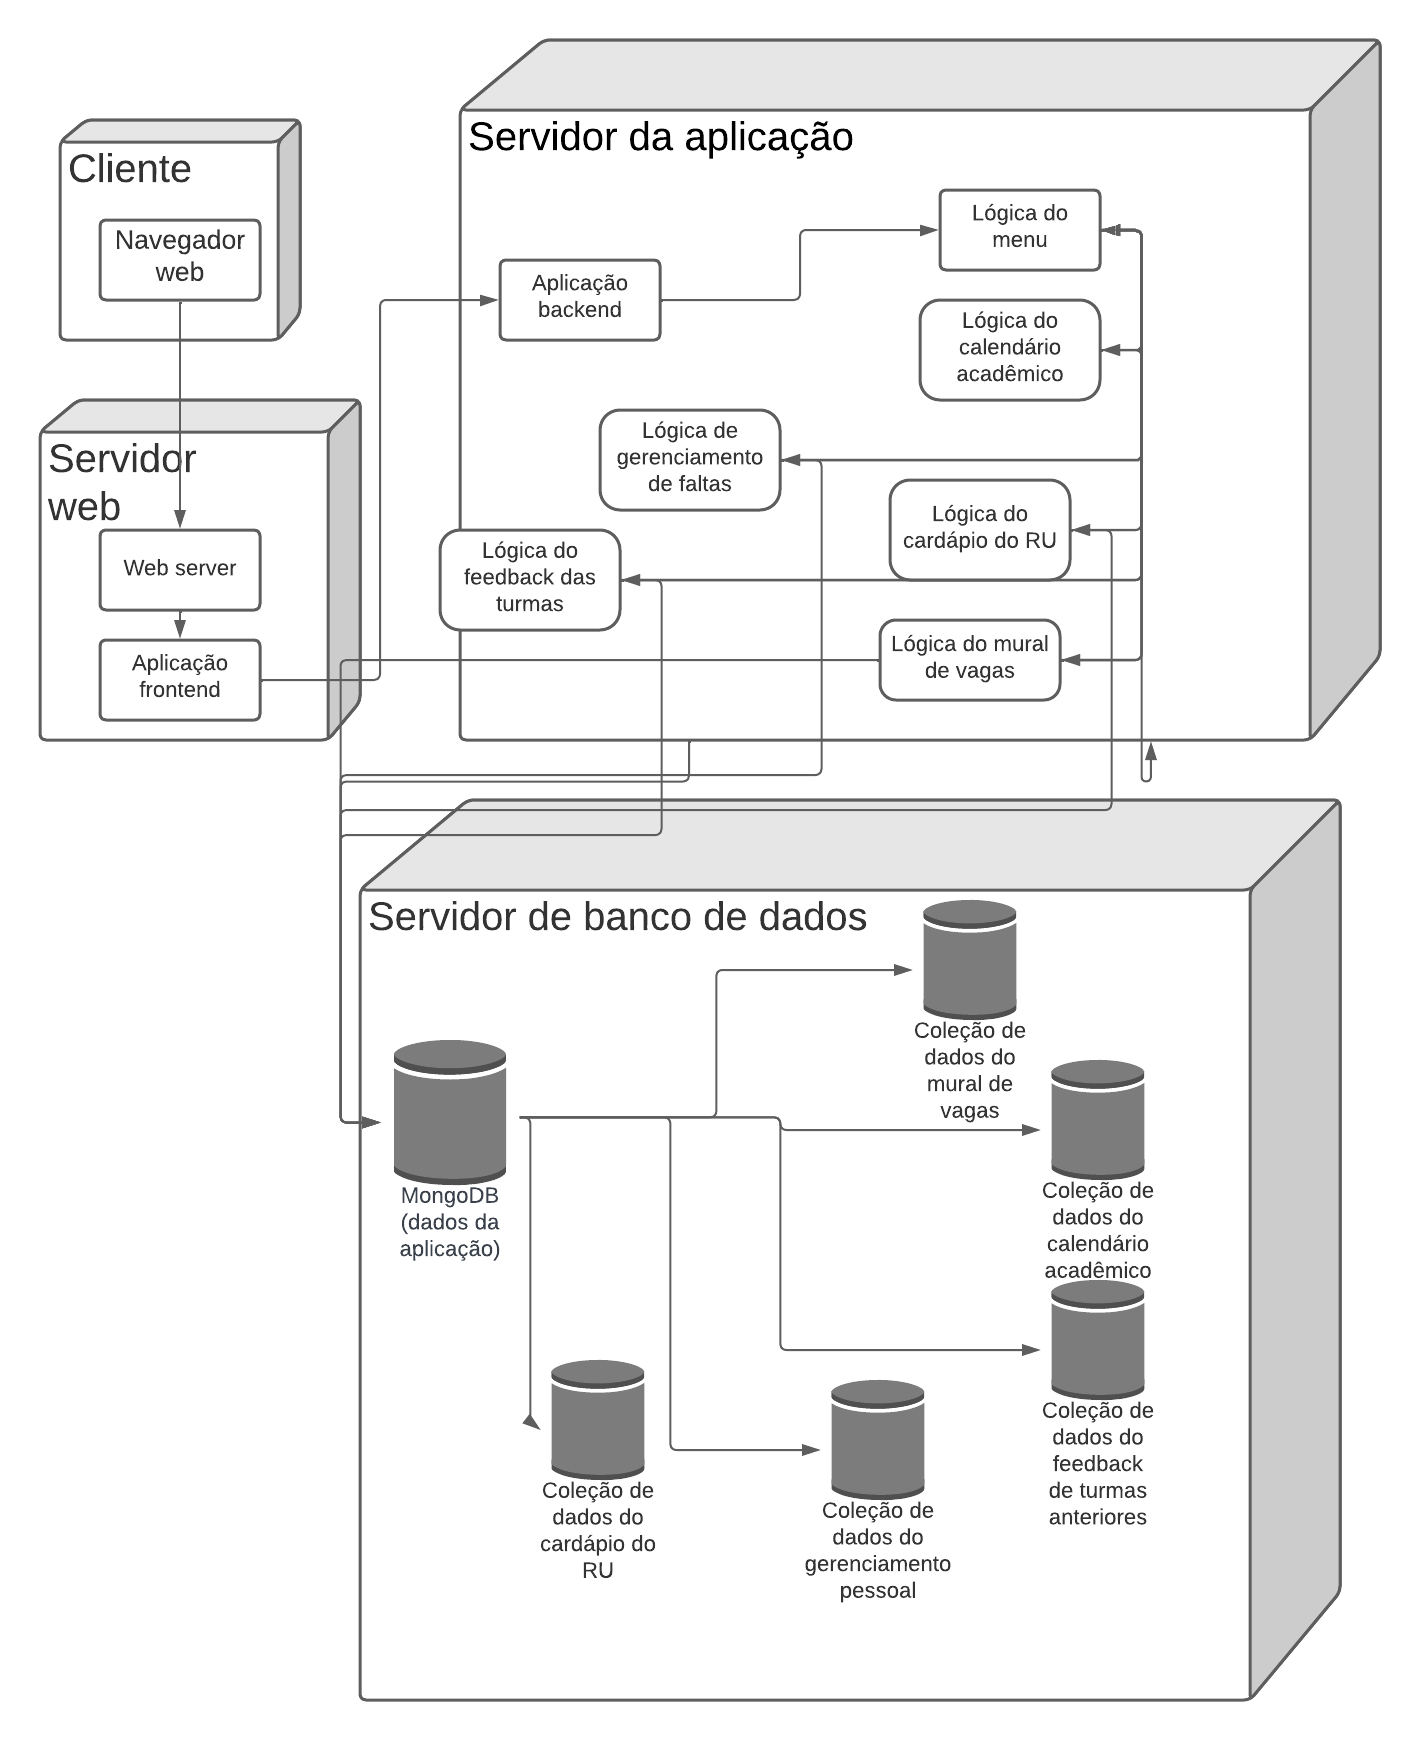 Cliente
Navegador
web
Servidor
web
Web server
Aplicação
frontend
Servidor da aplicação
Aplicação
backend
Lógica do
menu
Lógica do
calendário
acadêmico
Lógica de
gerenciamento
de faltas
Lógica do
cardápio do RU
Lógica do
feedback das
turmas
Lógica do mural
de vagas
Servidor de banco de dados
Coleção de
dados do
mural de
vagas
MongoDB
(dados da
aplicação)
Coleção de
dados do
calendário
acadêmico
Coleção de
dados do
feedback
de turmas
anteriores
Coleção de
dados do
cardápio do
RU
Coleção de
dados do
gerenciamento
pessoal